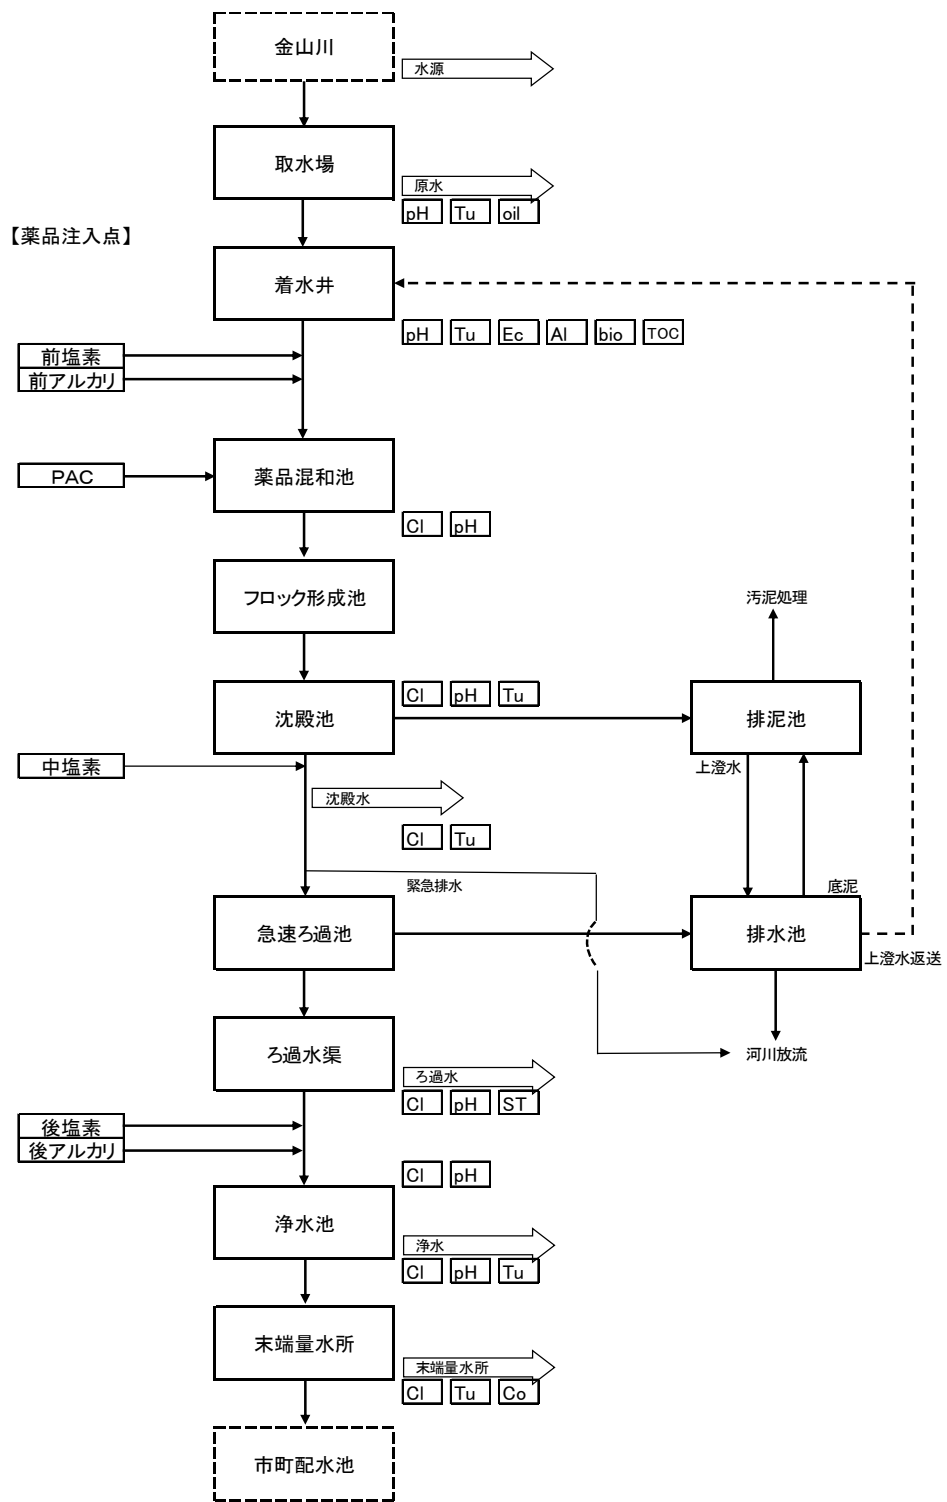 金山川
水源
取水場
原水
pH Tu oil
【薬品注入点】
着水井
pH Tu Ec Al bio TOC
前塩素
前アルカリ
PAC
薬品混和池
Cl pH
フロック形成池
汚泥処理
Cl pH Tu
沈殿池
排泥池
中塩素
上澄水
沈殿水
Cl Tu
緊急排水
底泥
急速ろ過池
排水池
上澄水返送
ろ過水渠
河川放流
ろ過水
Cl pH ST
後塩素
後アルカリ
Cl pH
浄水池
浄水
Cl pH Tu
末端量水所
末端量水所
Cl Tu Co
市町配水池